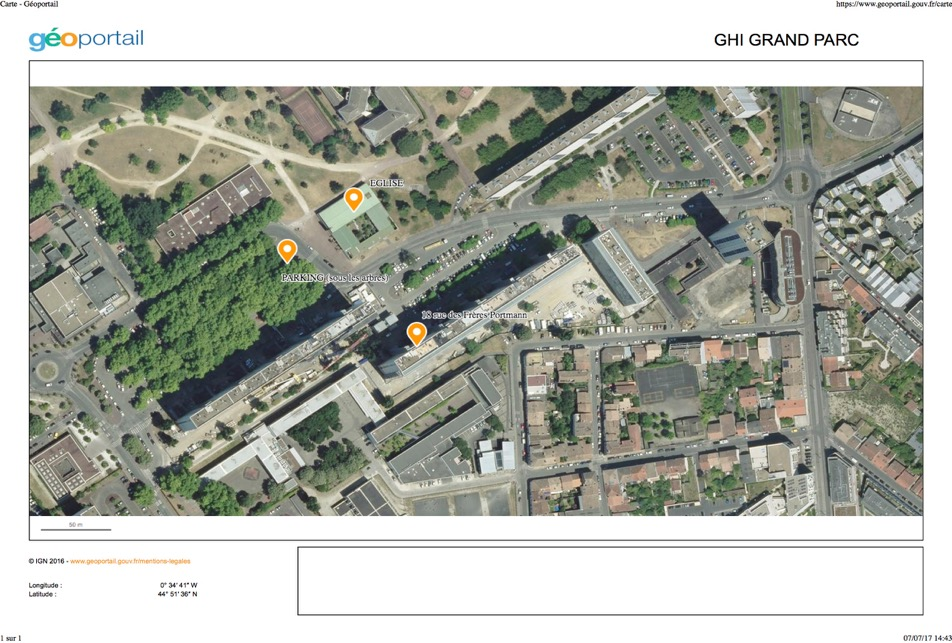 Carte - Géoportail
https://www.geoportail.gouv.fr/carte
géoportail
GHI GRAND PARC
EGLISE
PARKING (sous les arbres)
18 rue des Frères Portmann
50 m
© IGN 2016 - www.geoportail.gouv.fr/mentions-legales
Longitude : 0° 34' 41" W
Latitude : 44° 51' 36" N
1 sur 1
07/07/17 14:43